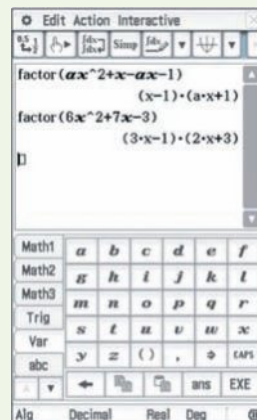 Edit Action Interactive
Simp
factor(ax^2+x-ax-1)
(x-1)·(a·x+1)
factor(6x^2+7x-3)
(3·x-1)·(2·x+3)
Math1 a b c d e f
Math2 g h i j k l
Math3 m n o p q r
Trig s t u v w x
Var y z ( ) , ⇒ CAPS
abc
▲ ▼ ← ans EXE
Alg Decimal Real Deg